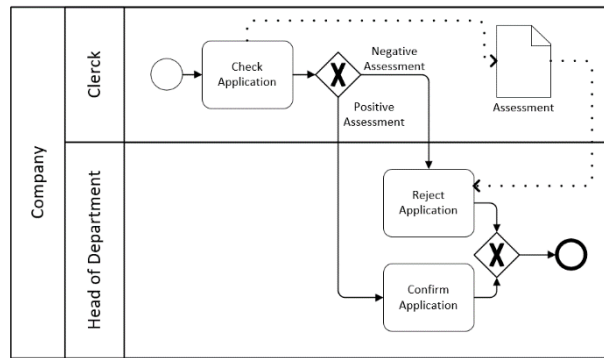 Company
Clerck
Head of Department
Check
Application
X
Negative
Assessment
Positive
Assessment
Assessment
Reject
Application
X
Confirm
Application